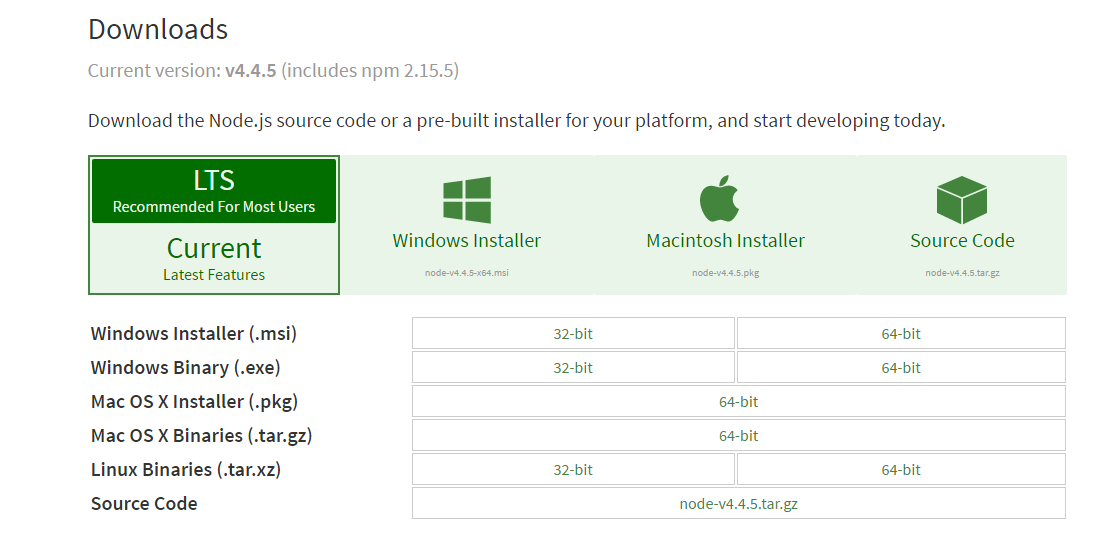 Downloads
Current version: v4.4.5 (includes npm 2.15.5)
Download the Node.js source code or a pre-built installer for your platform, and start developing today.
LTS
Recommended For Most Users
Current
Latest Features
Windows Installer
node-v4.4.5-x64.msi
Macintosh Installer
node-v4.4.5.pkg
Source Code
node-v4.4.5.tar.gz
Windows Installer (.msi) 32-bit 64-bit
Windows Binary (.exe) 32-bit 64-bit
Mac OS X Installer (.pkg) 64-bit
Mac OS X Binaries (.tar.gz) 64-bit
Linux Binaries (.tar.xz) 32-bit 64-bit
Source Code node-v4.4.5.tar.gz